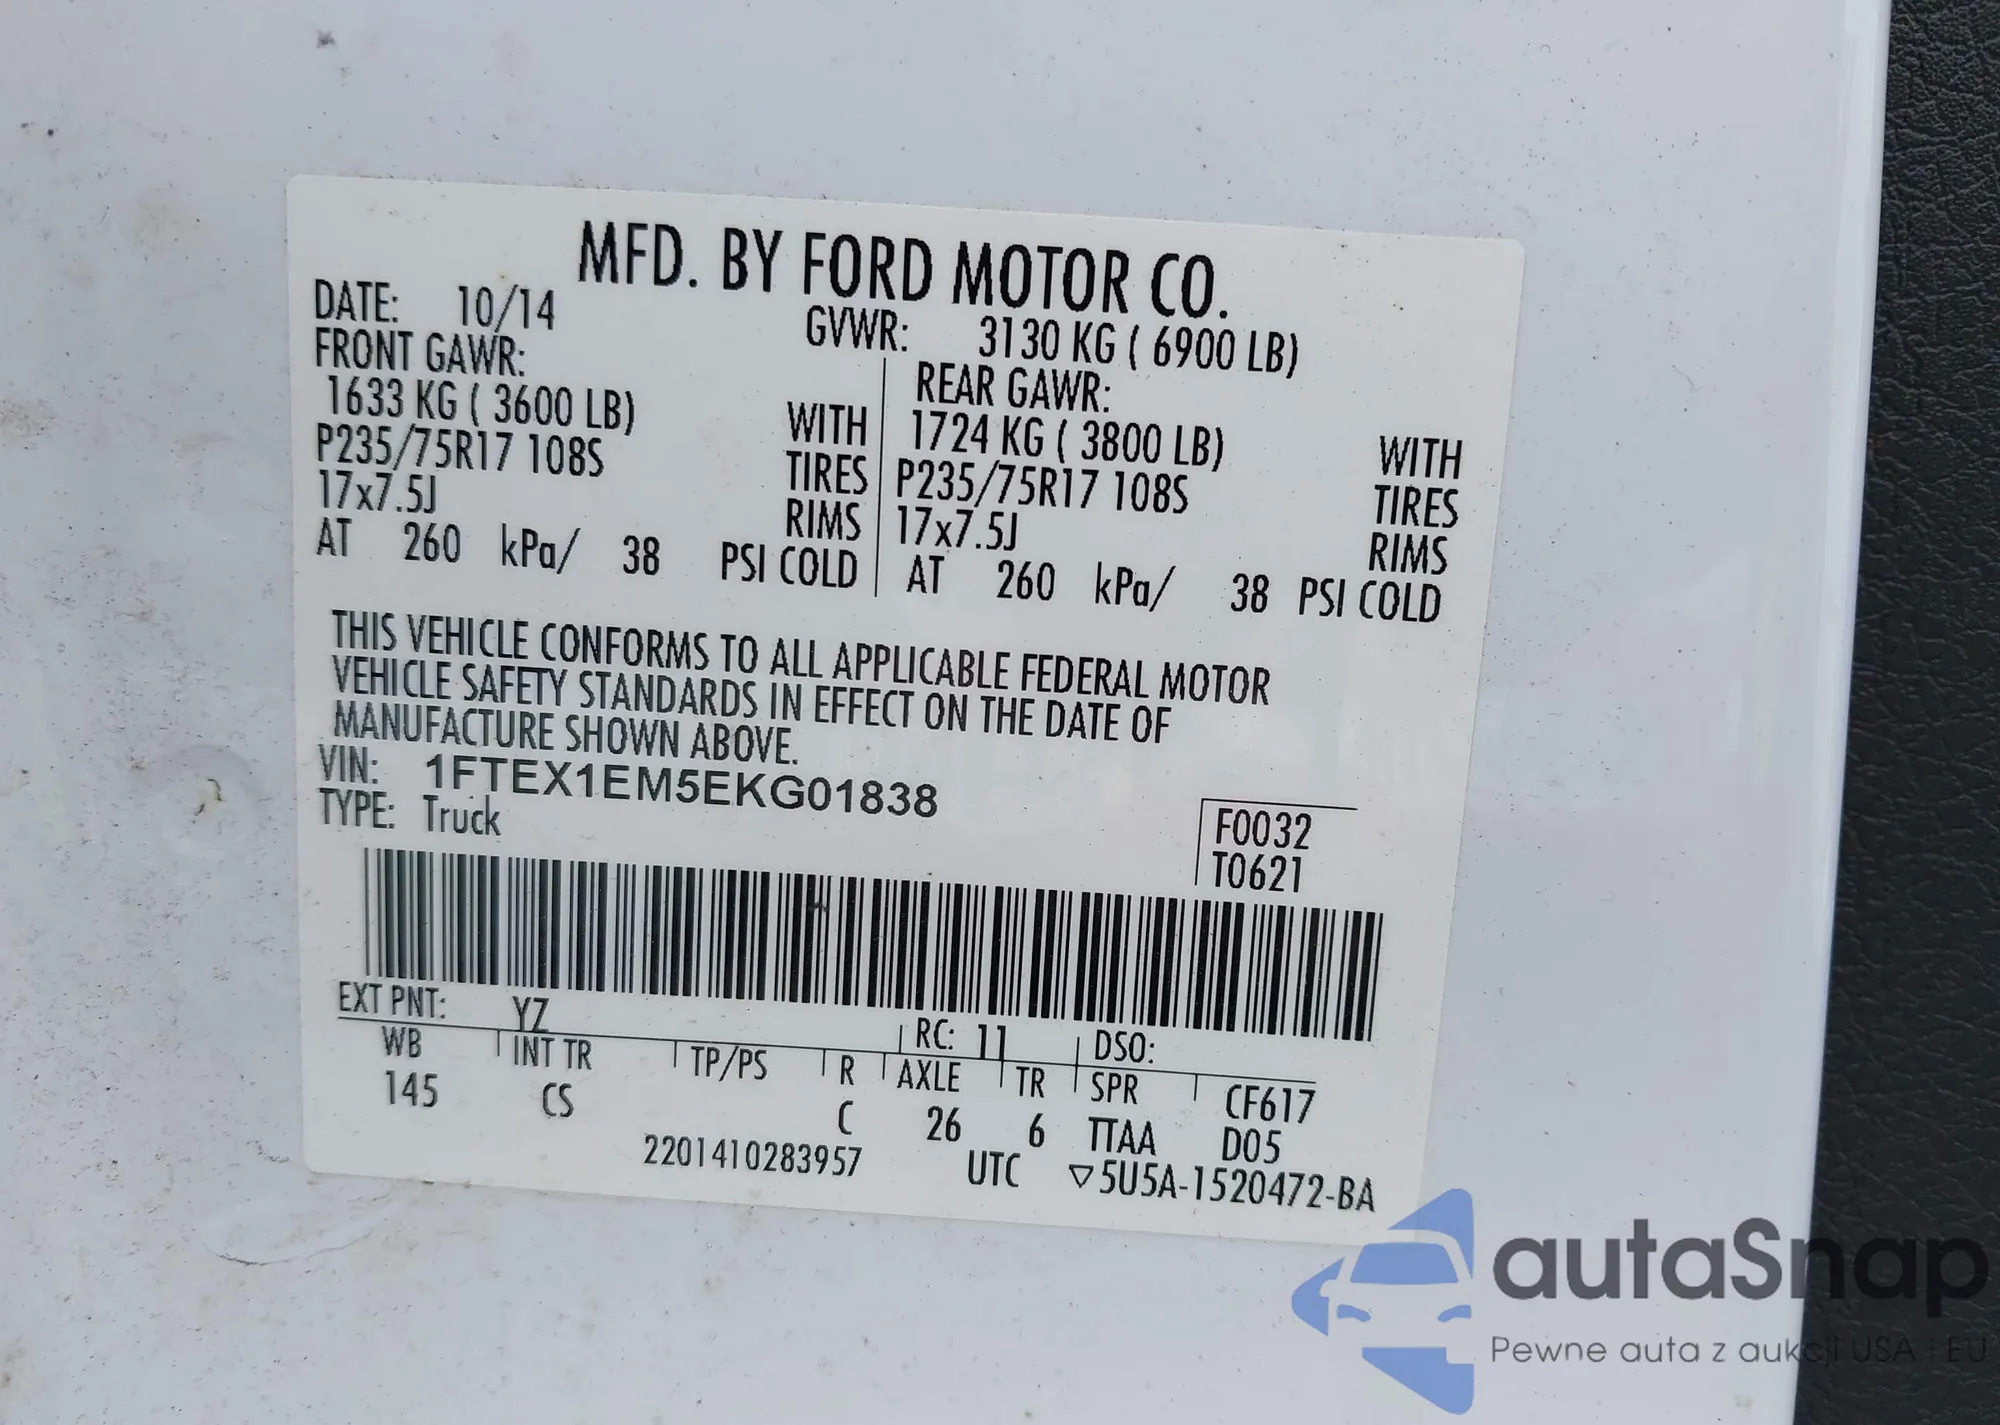 MFD. BY FORD MOTOR CO.
DATE: 10/14 GVWR: 3130 KG ( 6900 LB)
FRONT GAWR: REAR GAWR:
1633 KG ( 3600 LB) WITH 1724 KG ( 3800 LB) WITH
P235/75R17 108S TIRES P235/75R17 108S TIRES
17x7.5J RIMS 17x7.5J RIMS
AT 260 kPa/ 38 PSI COLD AT 260 kPa/ 38 PSI COLD
THIS VEHICLE CONFORMS TO ALL APPLICABLE FEDERAL MOTOR
VEHICLE SAFETY STANDARDS IN EFFECT ON THE DATE OF
MANUFACTURE SHOWN ABOVE.
VIN: 1FTEX1EM5EKG01838
TYPE: Truck
F0032
T0621
EXT PNT: YZ RC: 11 DSO:
WB INT TR TP/PS R AXLE TR SPR CF617
145 CS C 26 6 TTAA D05
2201410283957 UTC ▽5U5A-1520472-BA
autaSnap
Pewne auta z aukcji USA i EU